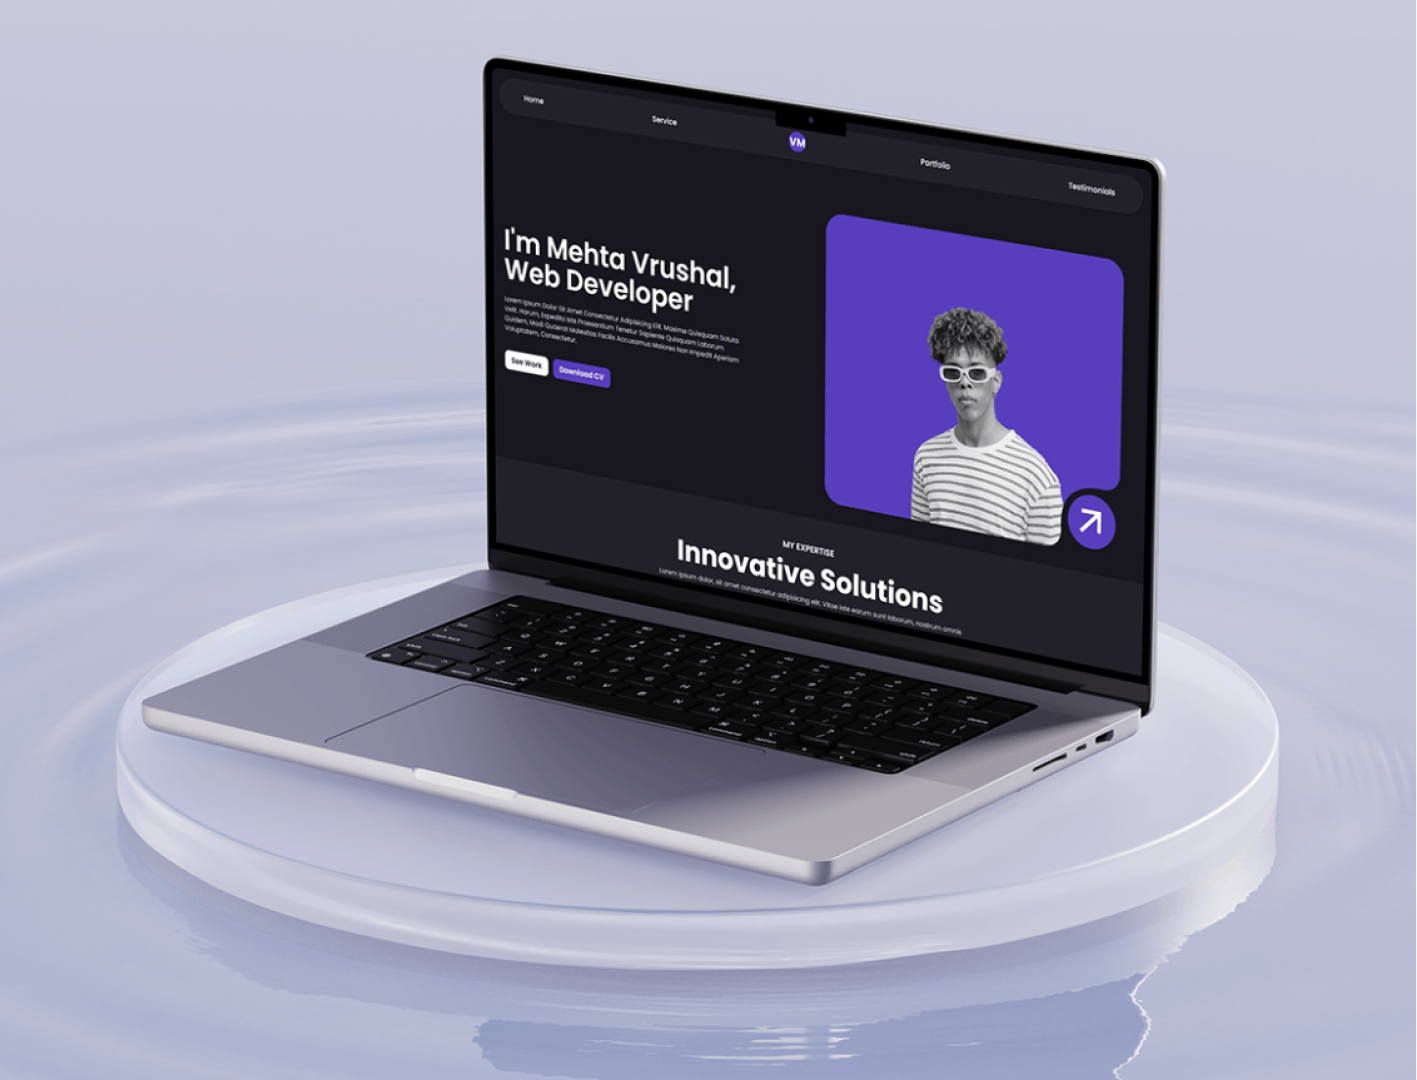 Home
Service
VM
Portfolio
Testimonials
I'm Mehta Vrushal,
Web Developer
Lorem Ipsum Dolor Sit Amet Consectetur Adipisicing Elit. Maxime Quisquam Soluta
Velit. Harum, Expedita Iste Praesentium Tenetur Sapiente Quisquam Laborum
Quidem, Modi Quaerat Molestias Facilis Accusamus Maiores Non Impedit Aperiam
Voluptatem, Consectetur.
See Work
Download CV
MY EXPERTISE
Innovative Solutions
Lorem ipsum dolor, sit amet consectetur adipisicing elit. Vitae iste earum sunt laborum, nostrum omnis